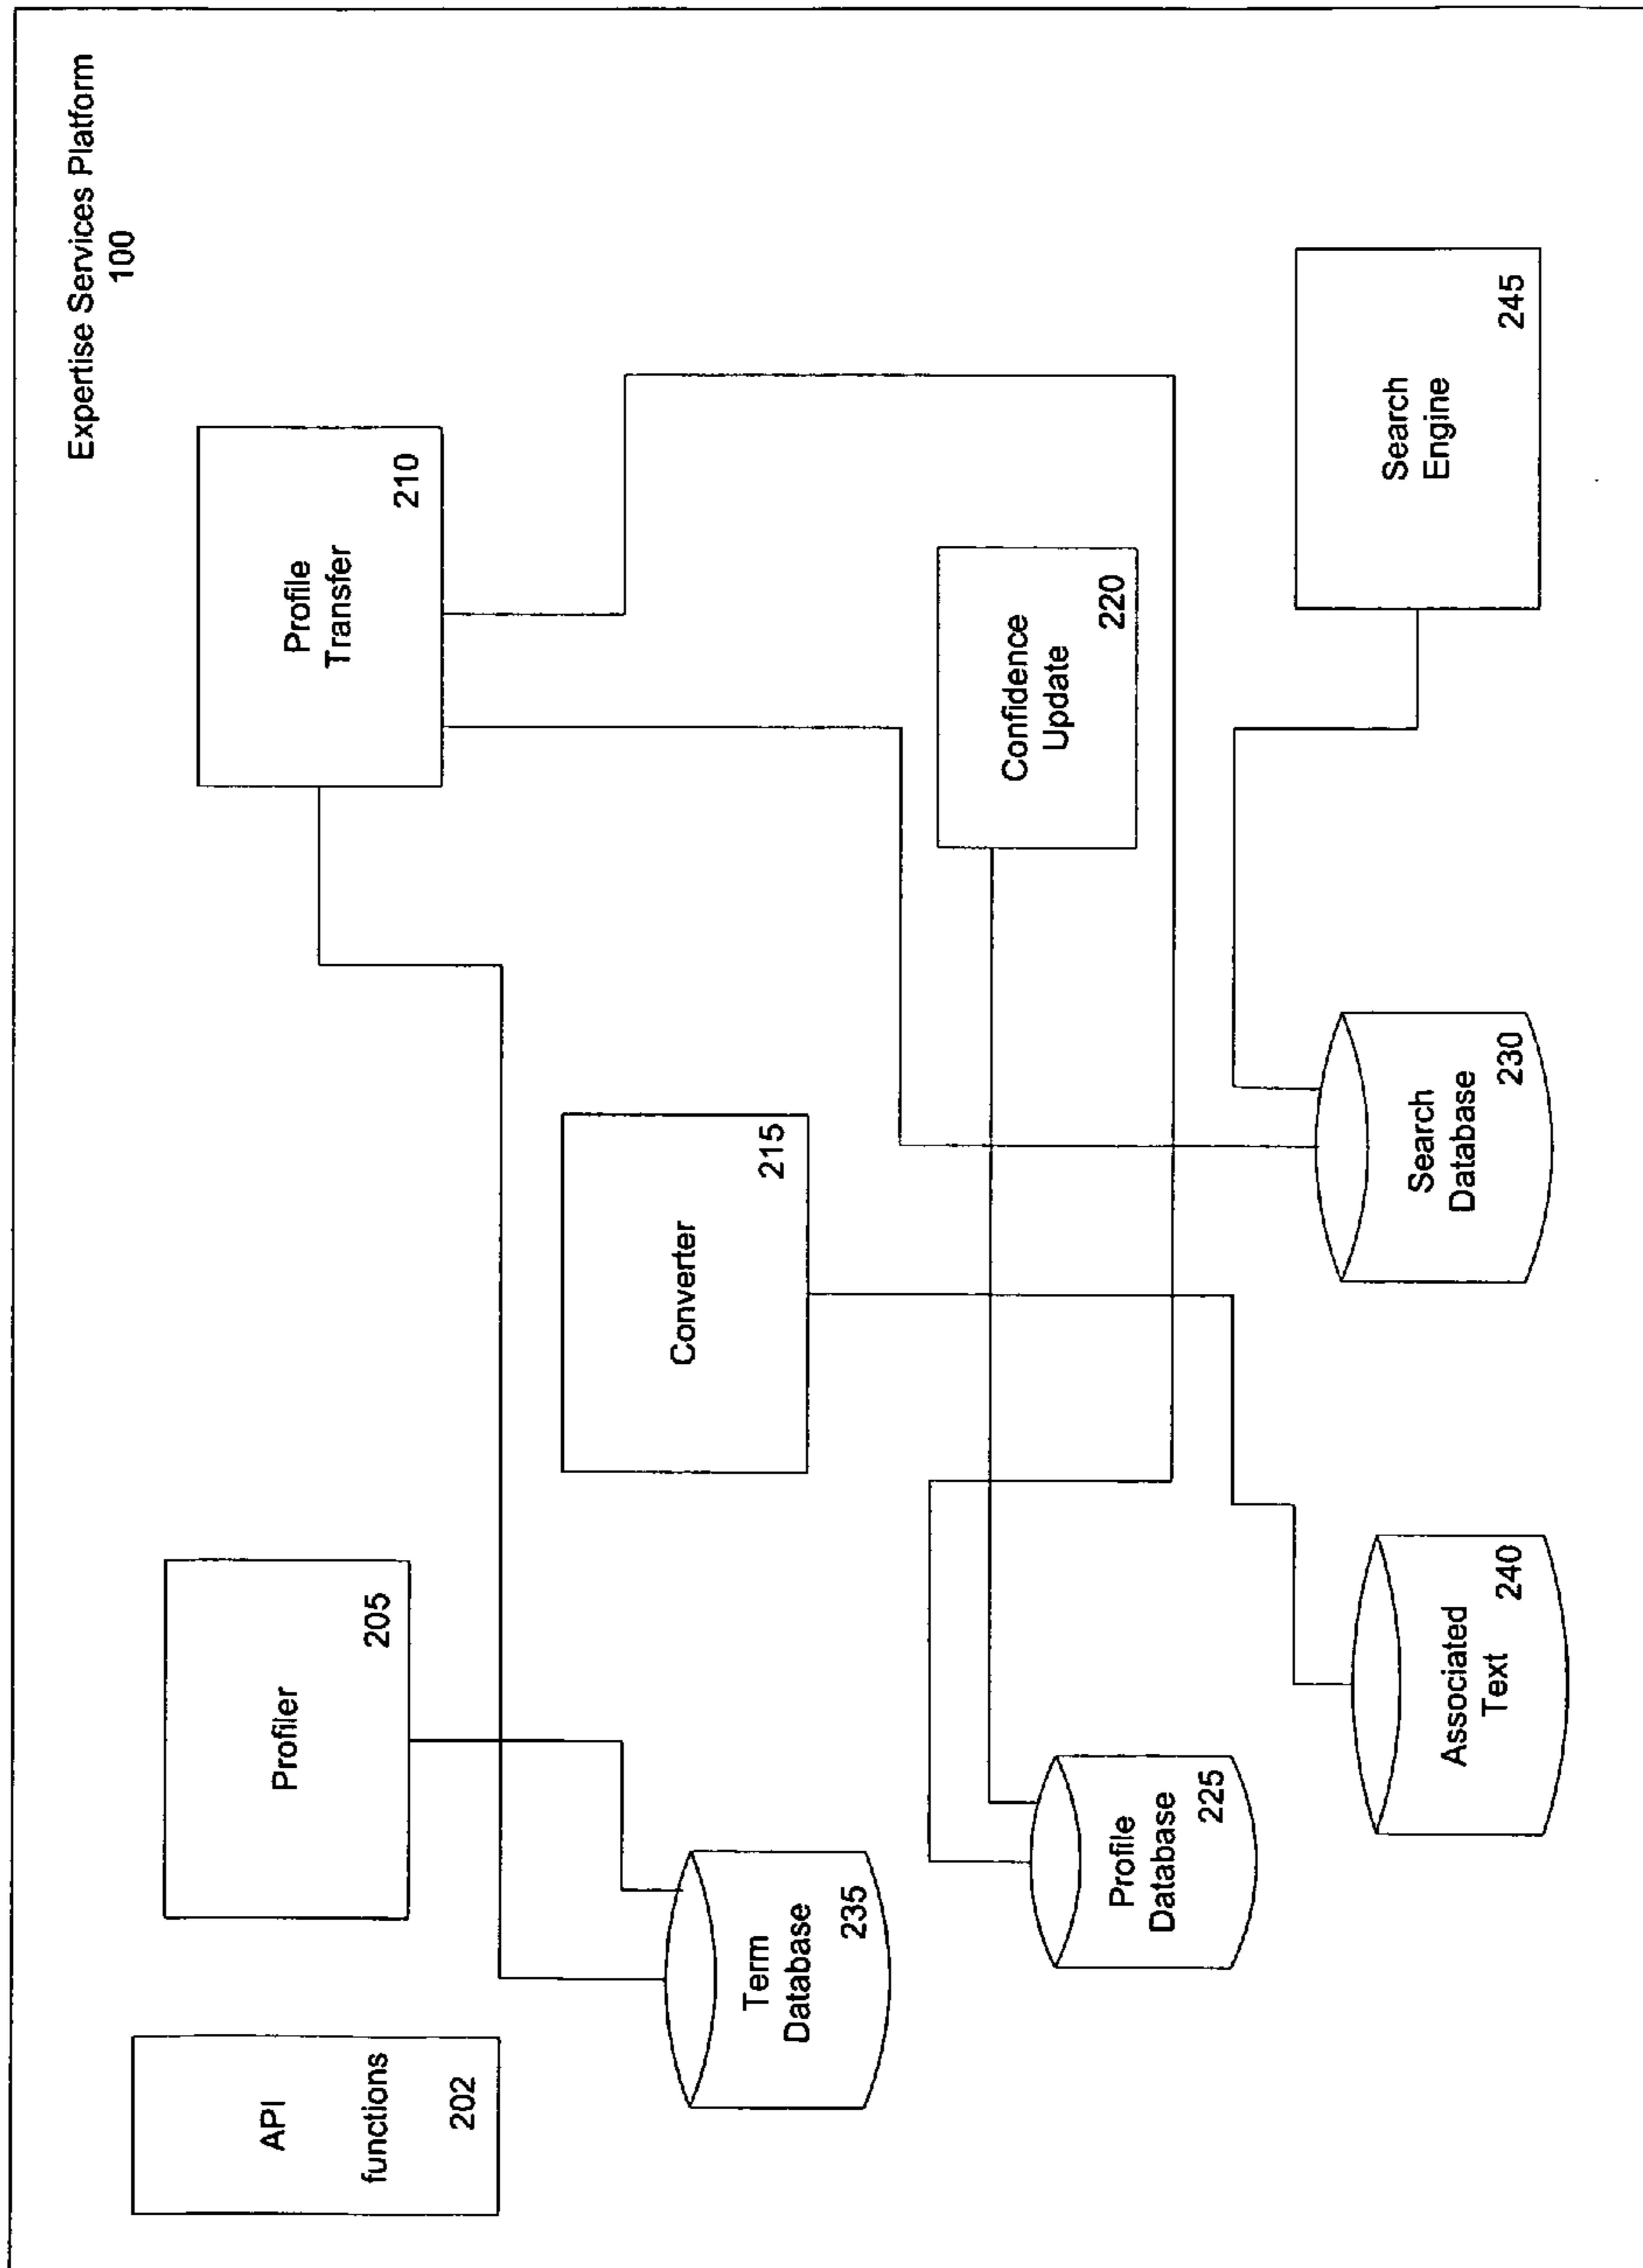 Expertise Services Platform
100
API
functions
202
Profiler
205
Profile
Transfer
210
Converter
215
Term
Database
235
Confidence
Update
220
Profile
Database
225
Associated
Text
240
Search
Database
230
Search
Engine
245